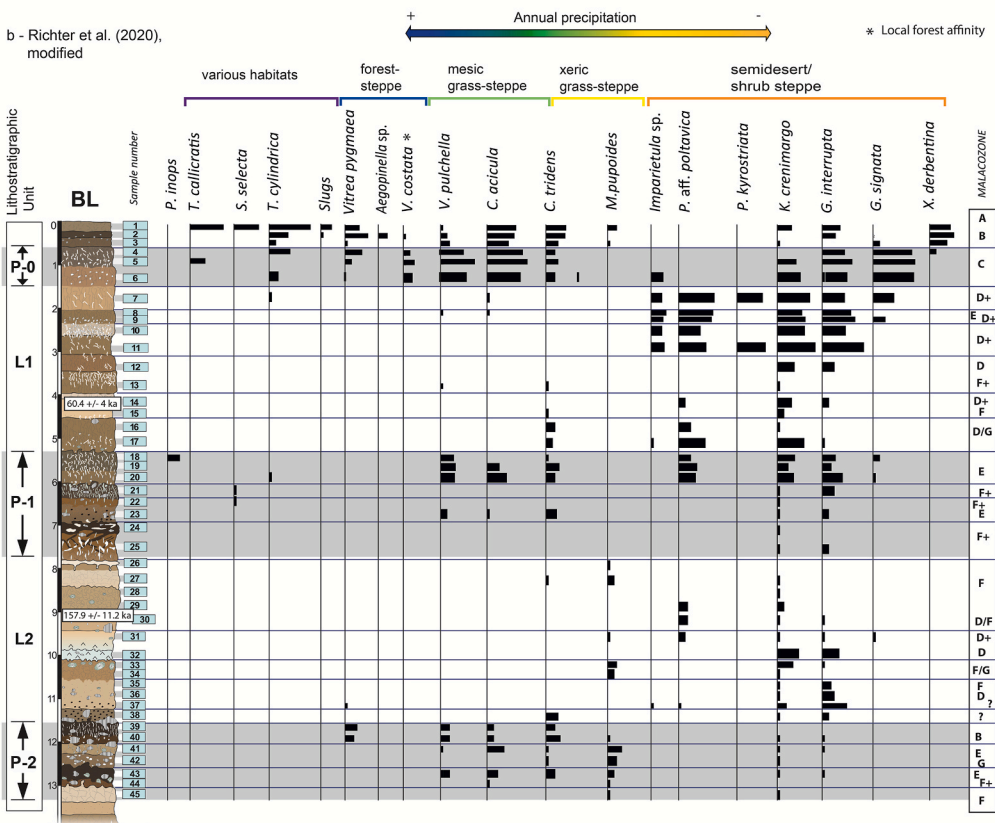 + Annual precipitation -
b - Richter et al. (2020),
modified
* Local forest affinity
various habitats
forest-
steppe
mesic
grass-steppe
xeric
grass-steppe
semidesert/
shrub steppe
Lithostratigraphic
Unit
BL
Sample number
P. inops
T. callicratis
S. selecta
T. cylindrica
Slugs
Vitrea pygmaea
Aegopinella sp.
V. costata *
V. pulchella
C. acicula
C. tridens
M.pupoides
Imparietula sp.
P. aff. poltavica
P. kyrostriata
K. crenimargo
G. interrupta
G. signata
X. derbentina
MALACOZONE
0 1 A
2 B
3
P-0 4
1 5 C
6
7 D+
2 8 E
9 D+
10
11 D+
3
L1 12 D
13 F+
4 60.4 +/- 4 ka 14 D+
15 F
16 D/G
5 17
18
19 E
20
6
P-1 21 F+
22 F+
23 E
7 24
25 F+
8 26
27 F
28
29
9 157.9 +/- 11.2 ka 30 D/F
L2 31 D+
10 32 D
33 F/G
34
35 F
36 D
11 37 ?
38 ?
39
12 40 B
P-2 41 E
42 G
43 E
13 44 F+
45 F